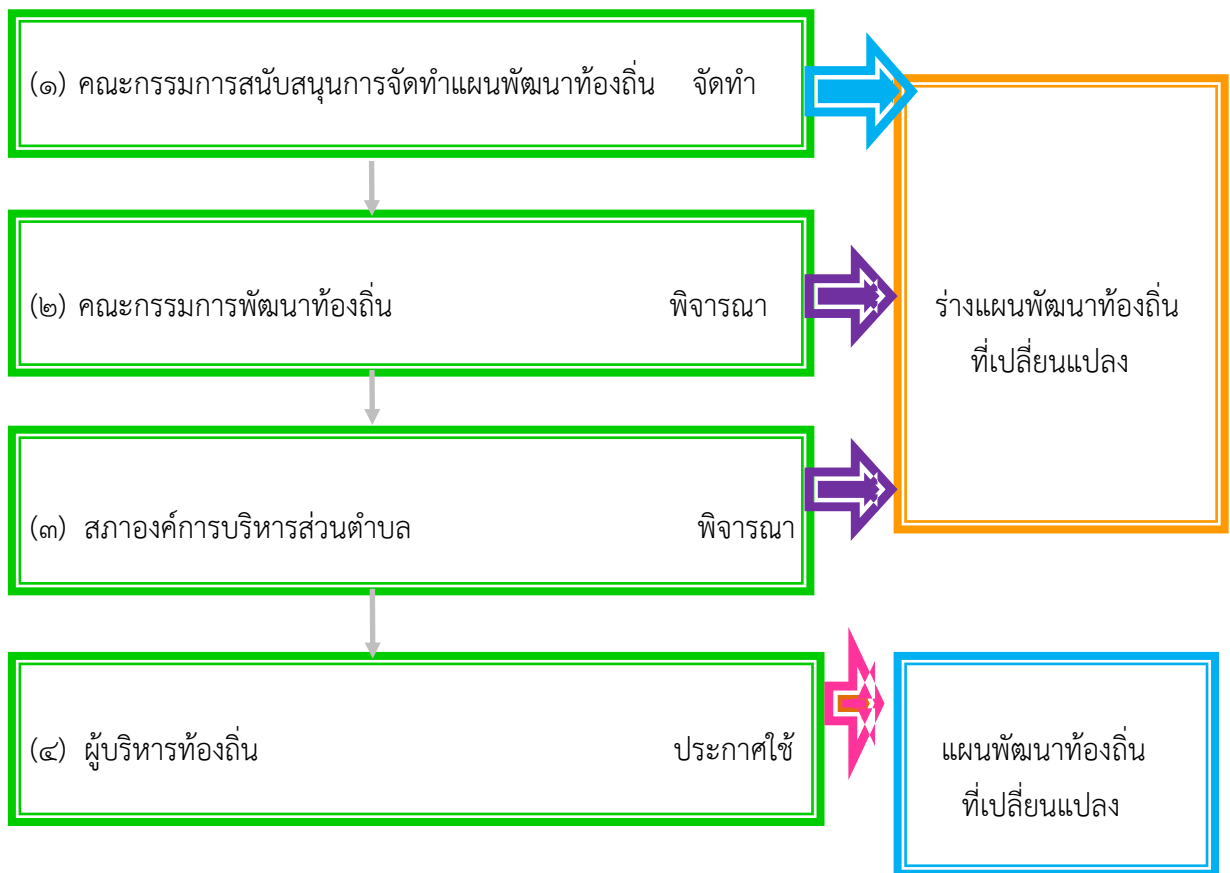 (๑) คณะกรรมการสนับสนุนการจัดทำแผนพัฒนาท้องถิ่น จัดทำ
(๒) คณะกรรมการพัฒนาท้องถิ่น พิจารณา
ร่างแผนพัฒนาท้องถิ่น
ที่เปลี่ยนแปลง
(๓) สภาองค์การบริหารส่วนตำบล พิจารณา
(๔) ผู้บริหารท้องถิ่น ประกาศใช้
แผนพัฒนาท้องถิ่น
ที่เปลี่ยนแปลง